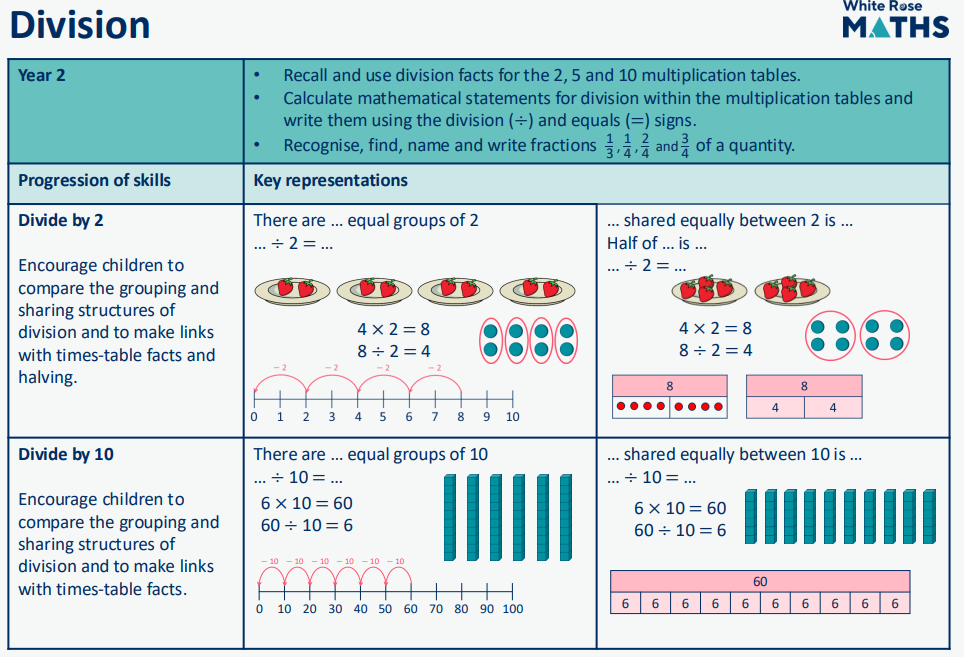 Division
White Rose
MATHS
Year 2
• Recall and use division facts for the 2, 5 and 10 multiplication tables.
• Calculate mathematical statements for division within the multiplication tables and
write them using the division (÷) and equals (=) signs.
• Recognise, find, name and write fractions 1/3, 1/4, 2/4 and 3/4 of a quantity.
Progression of skills
Key representations
Divide by 2
Encourage children to
compare the grouping and
sharing structures of
division and to make links
with times-table facts and
halving.
There are … equal groups of 2
… ÷ 2 = …
4 × 2 = 8
8 ÷ 2 = 4
− 2 − 2 − 2 − 2
0 1 2 3 4 5 6 7 8 9 10
… shared equally between 2 is …
Half of … is …
… ÷ 2 = …
4 × 2 = 8
8 ÷ 2 = 4
8
8
4 4
Divide by 10
Encourage children to
compare the grouping and
sharing structures of
division and to make links
with times-table facts.
There are … equal groups of 10
… ÷ 10 = …
6 × 10 = 60
60 ÷ 10 = 6
− 10 − 10 − 10 − 10 − 10 − 10
0 10 20 30 40 50 60 70 80 90 100
… shared equally between 10 is …
… ÷ 10 = …
6 × 10 = 60
60 ÷ 10 = 6
60
6 6 6 6 6 6 6 6 6 6